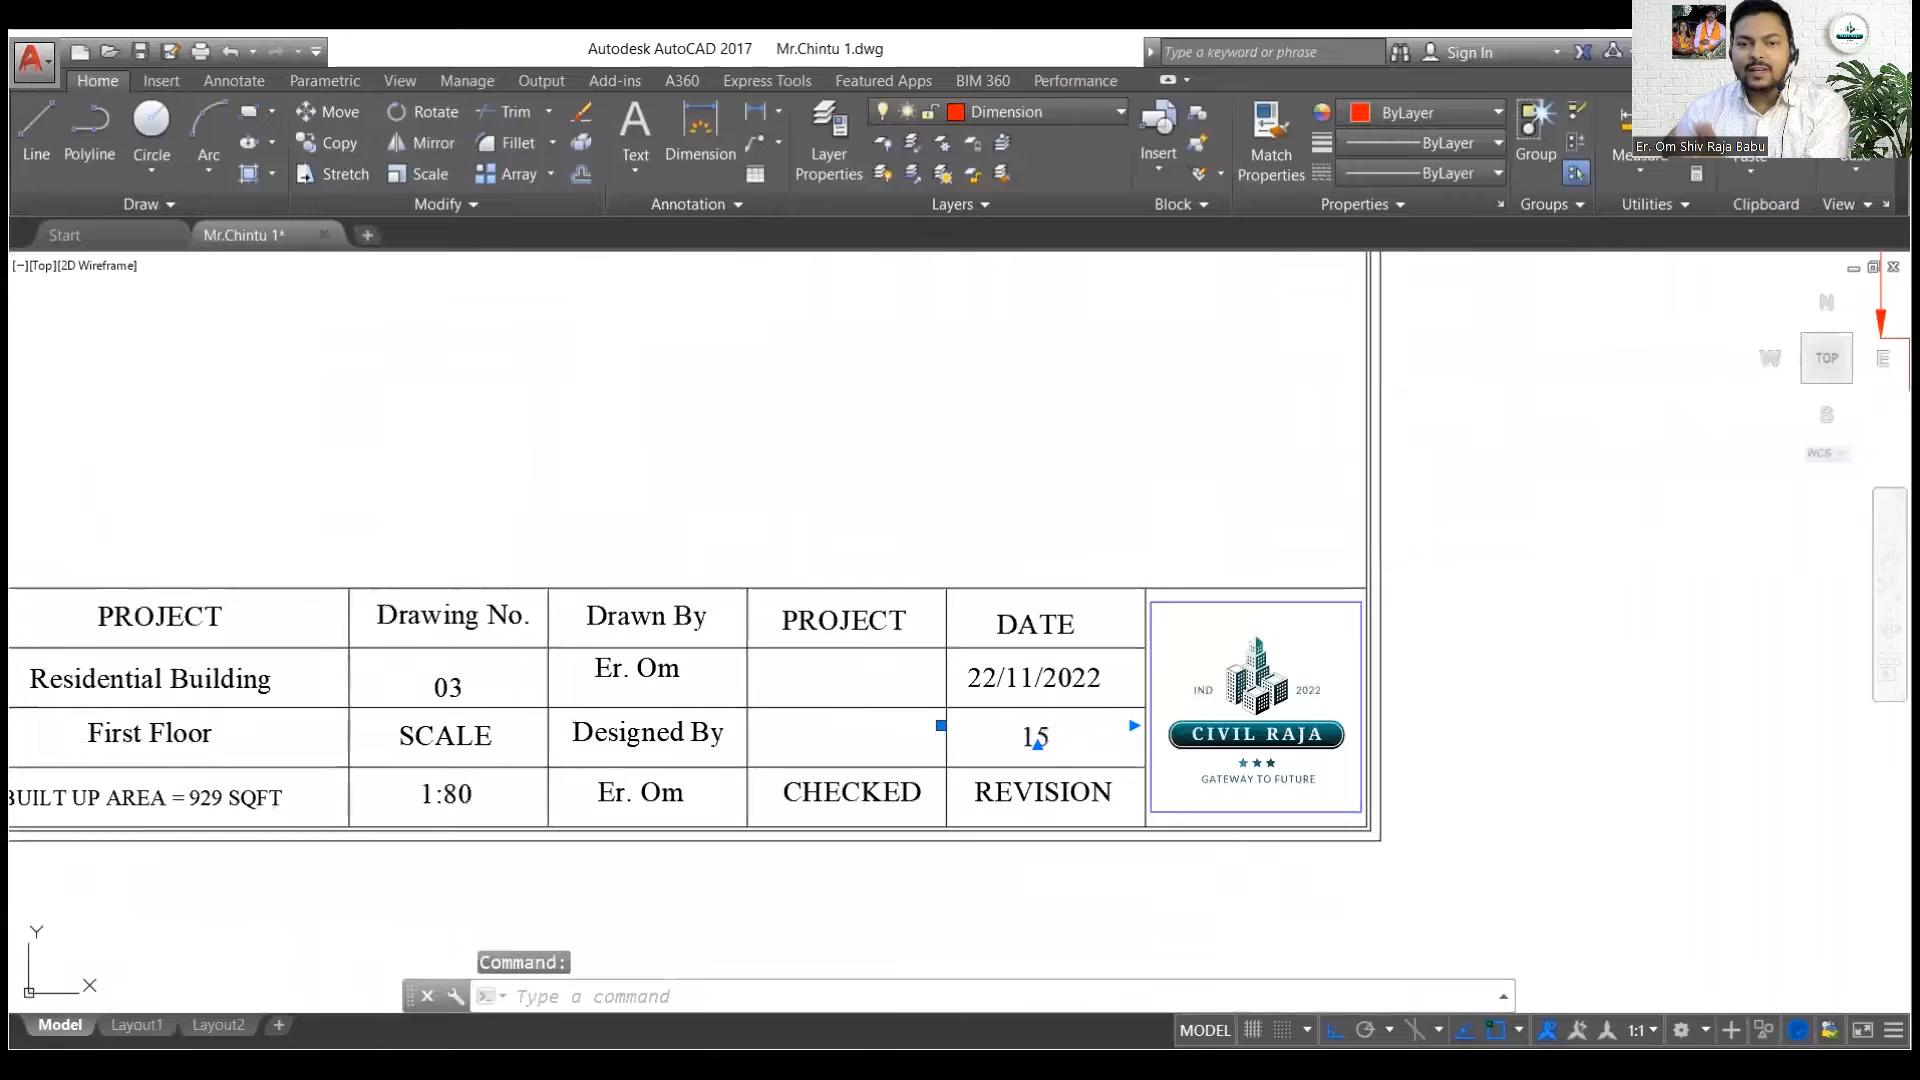 Autodesk AutoCAD 2017 Mr.Chintu 1.dwg
Type a keyword or phrase
Sign In
Home Insert Annotate Parametric View Manage Output Add-ins A360 Express Tools Featured Apps BIM 360 Performance
Line Polyline Circle Arc
Move Rotate Trim
Copy Mirror Fillet
Stretch Scale Array
Text Dimension
Layer Properties
Dimension
Insert
Match Properties
ByLayer
ByLayer
ByLayer
Group
Er. Om Shiv Raja Babu
Draw Modify Annotation Layers Block Properties Groups Utilities Clipboard View
Start Mr.Chintu 1*
[−][Top][2D Wireframe]
N
W TOP E
S
WCS
PROJECT Drawing No. Drawn By PROJECT DATE
Residential Building 03 Er. Om 22/11/2022
First Floor SCALE Designed By 15
BUILT UP AREA = 929 SQFT 1:80 Er. Om CHECKED REVISION
IND 2022
CIVIL RAJA
GATEWAY TO FUTURE
Y
X
Command:
Type a command
Model Layout1 Layout2
MODEL 1:1